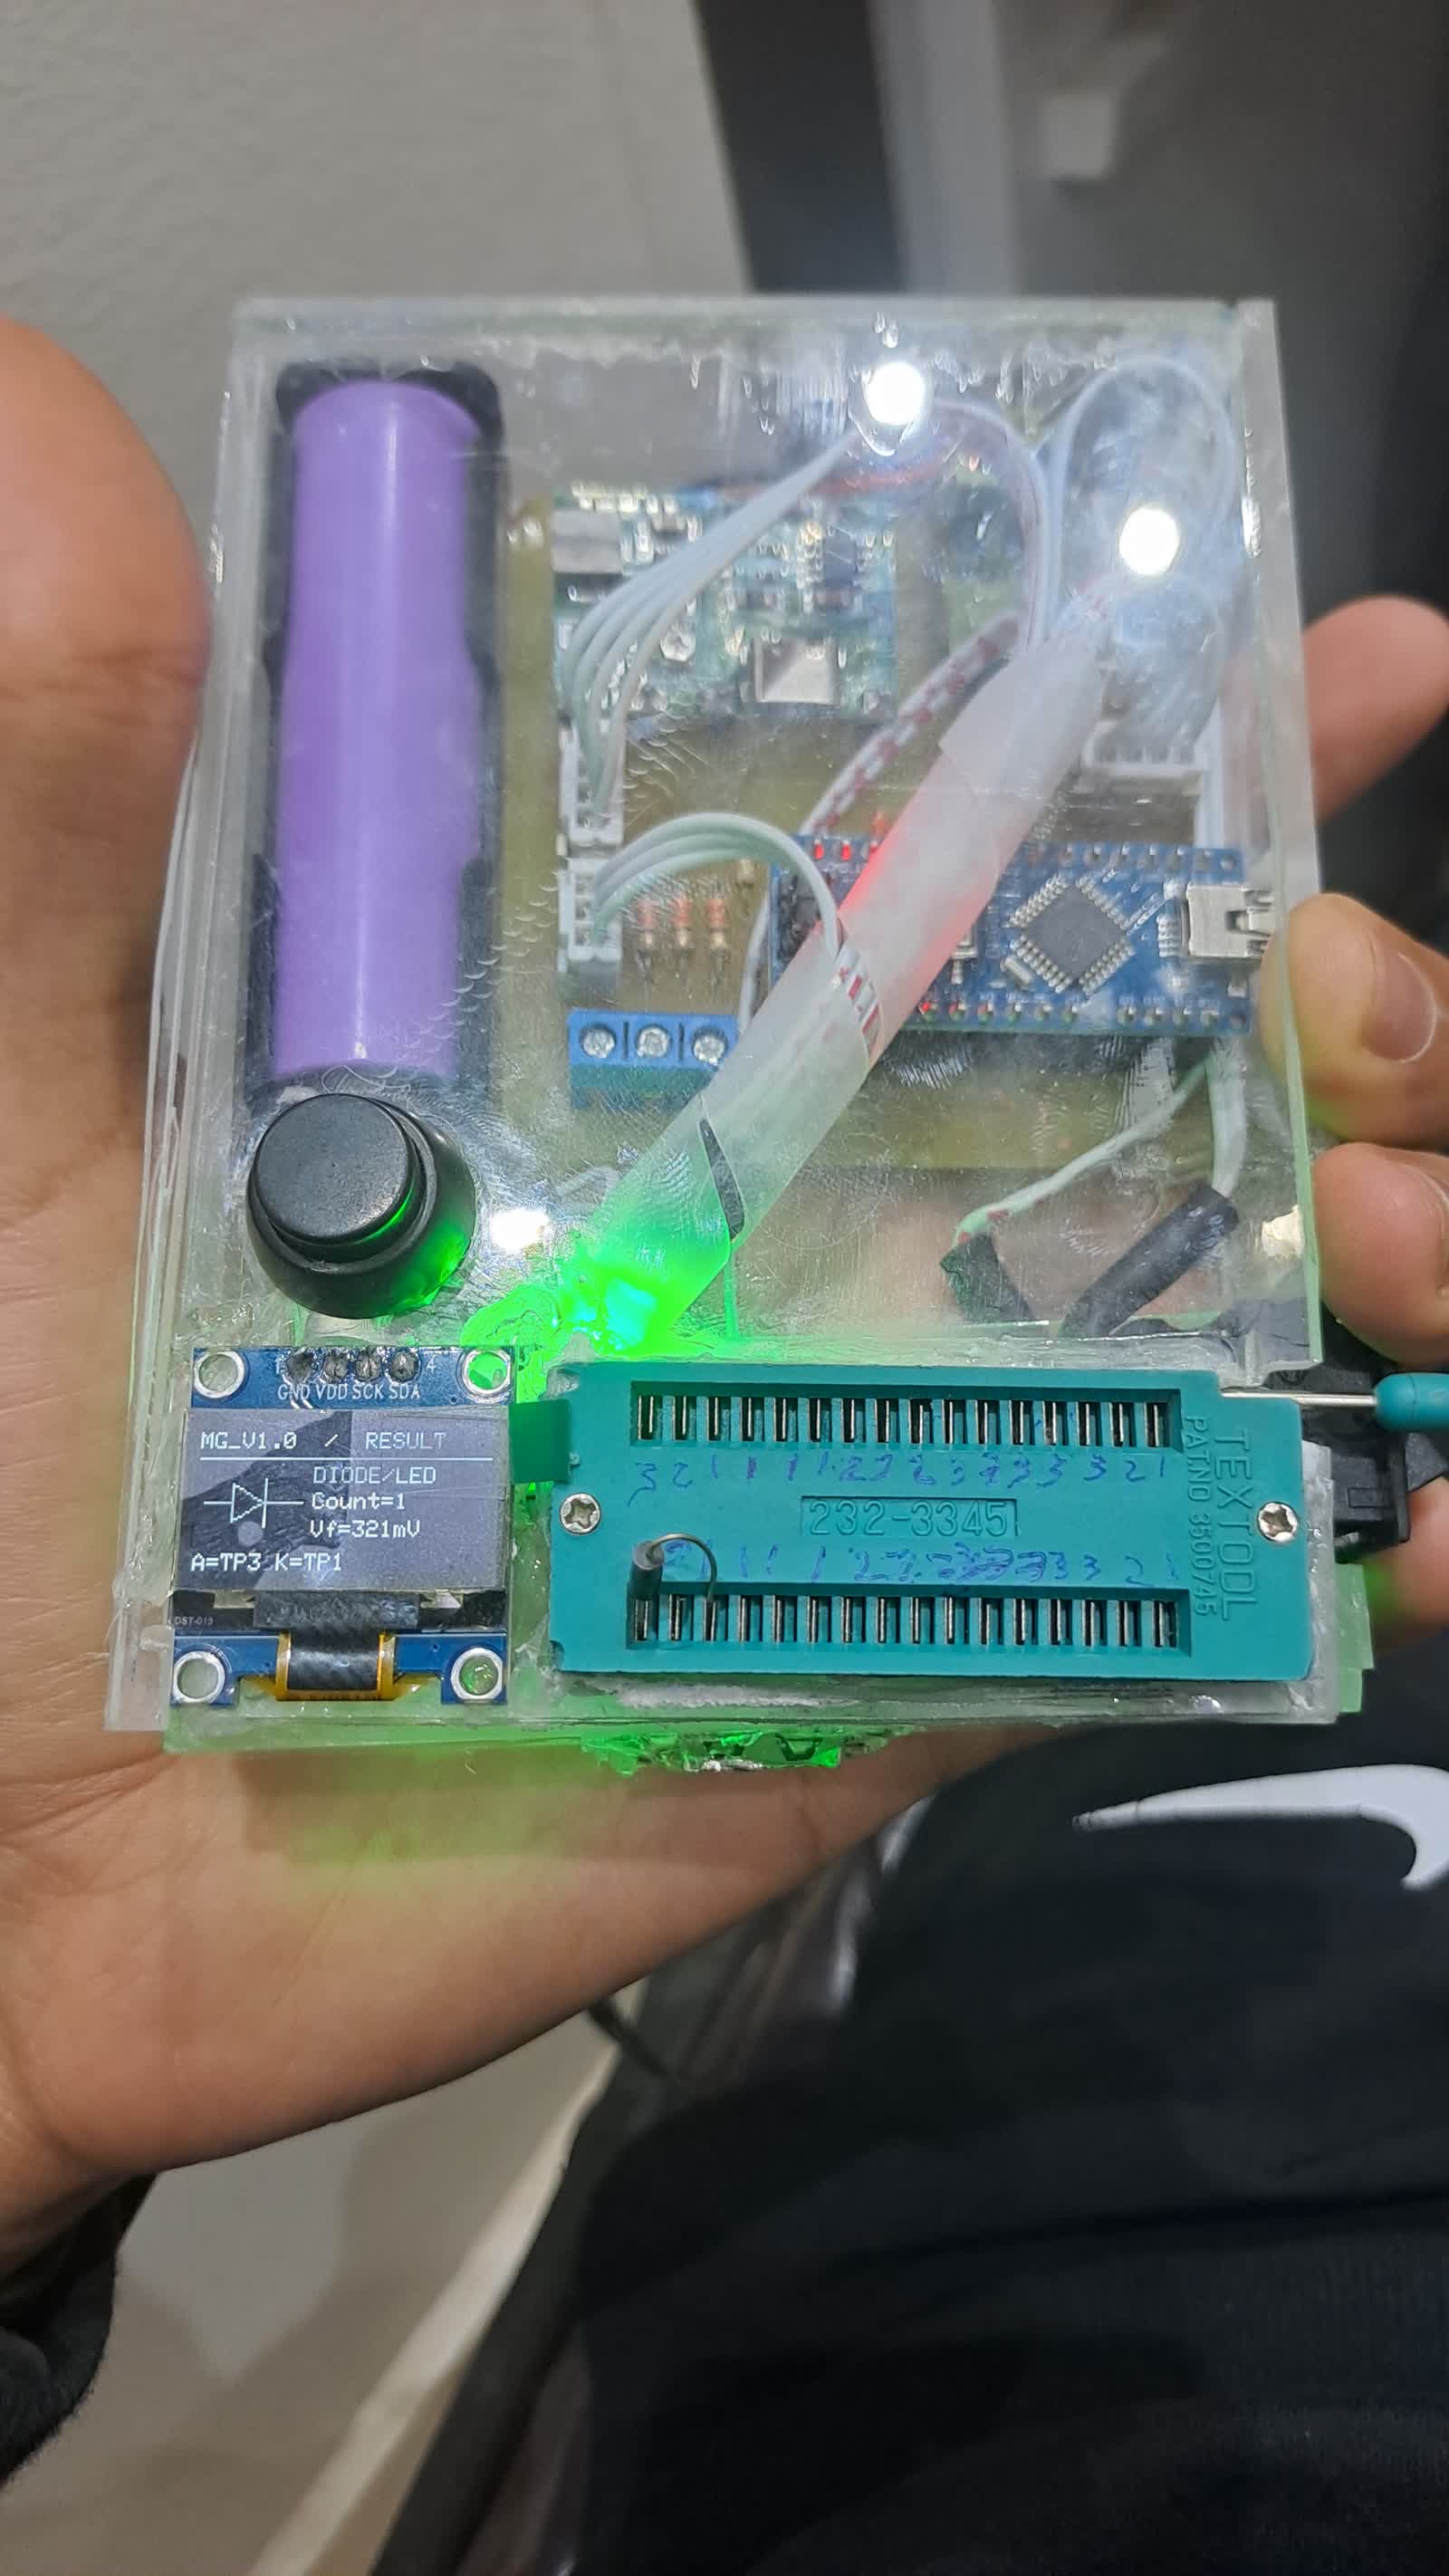 GND VDD SCK SDA
MG_V1.0 / RESULT
DIODE/LED
Count=1
Vf=321mV
A=TP3 K=TP1
232-3345
TEXTOOL
PAT NO 3500745